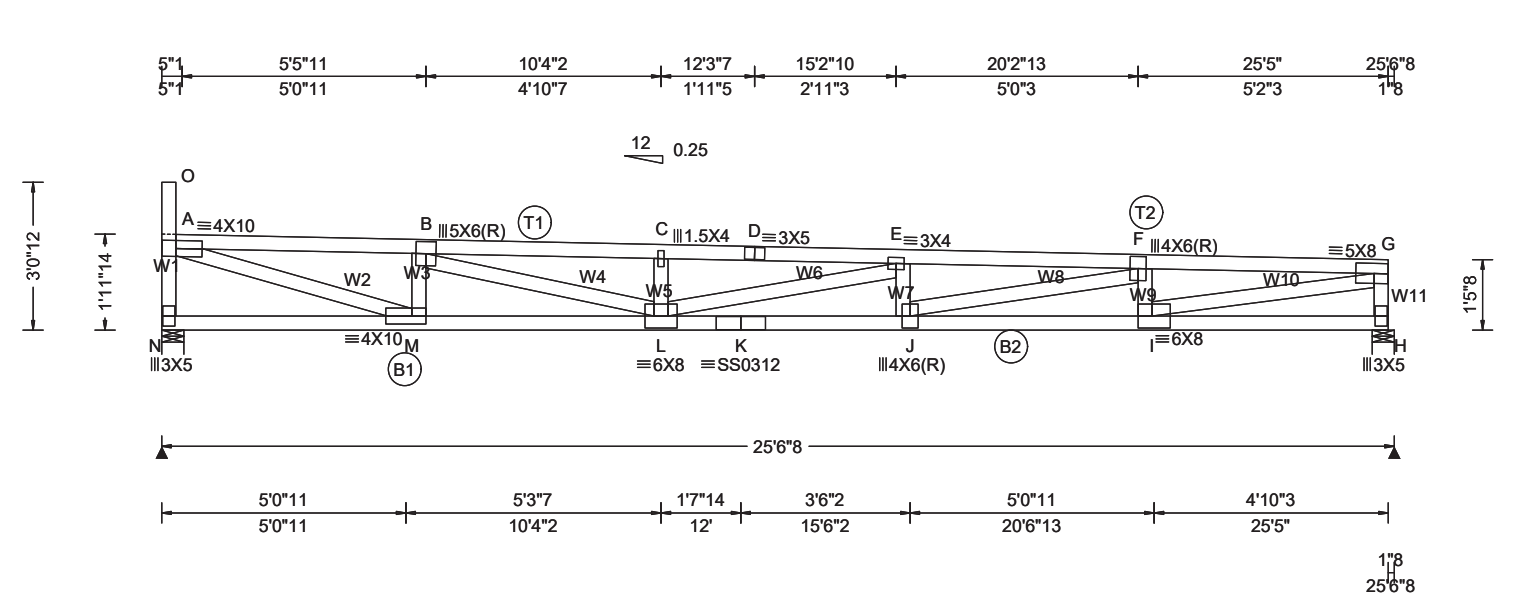 5"1 5'5"11 10'4"2 12'3"7 15'2"10 20'2"13 25'5" 25'6"8
5"1 5'0"11 4'10"7 1'11"5 2'11"3 5'0"3 5'2"3 1"8
12 0.25
O
A ≡4X10 B |||5X6(R) T1 C |||1.5X4 D ≡3X5 E ≡3X4 T2 F |||4X6(R) ≡5X8 G
3'0"12
1'11"14
W1 W2 W3 W4 W5 W6 W7 W8 W9 W10 W11
1'5"8
N ≡4X10 M L K J B2 I ≡6X8 H
|||3X5 B1 ≡6X8 ≡SS0312 |||4X6(R) |||3X5
25'6"8
5'0"11 5'3"7 1'7"14 3'6"2 5'0"11 4'10"3
5'0"11 10'4"2 12' 15'6"2 20'6"13 25'5"
1"8
25'6"8